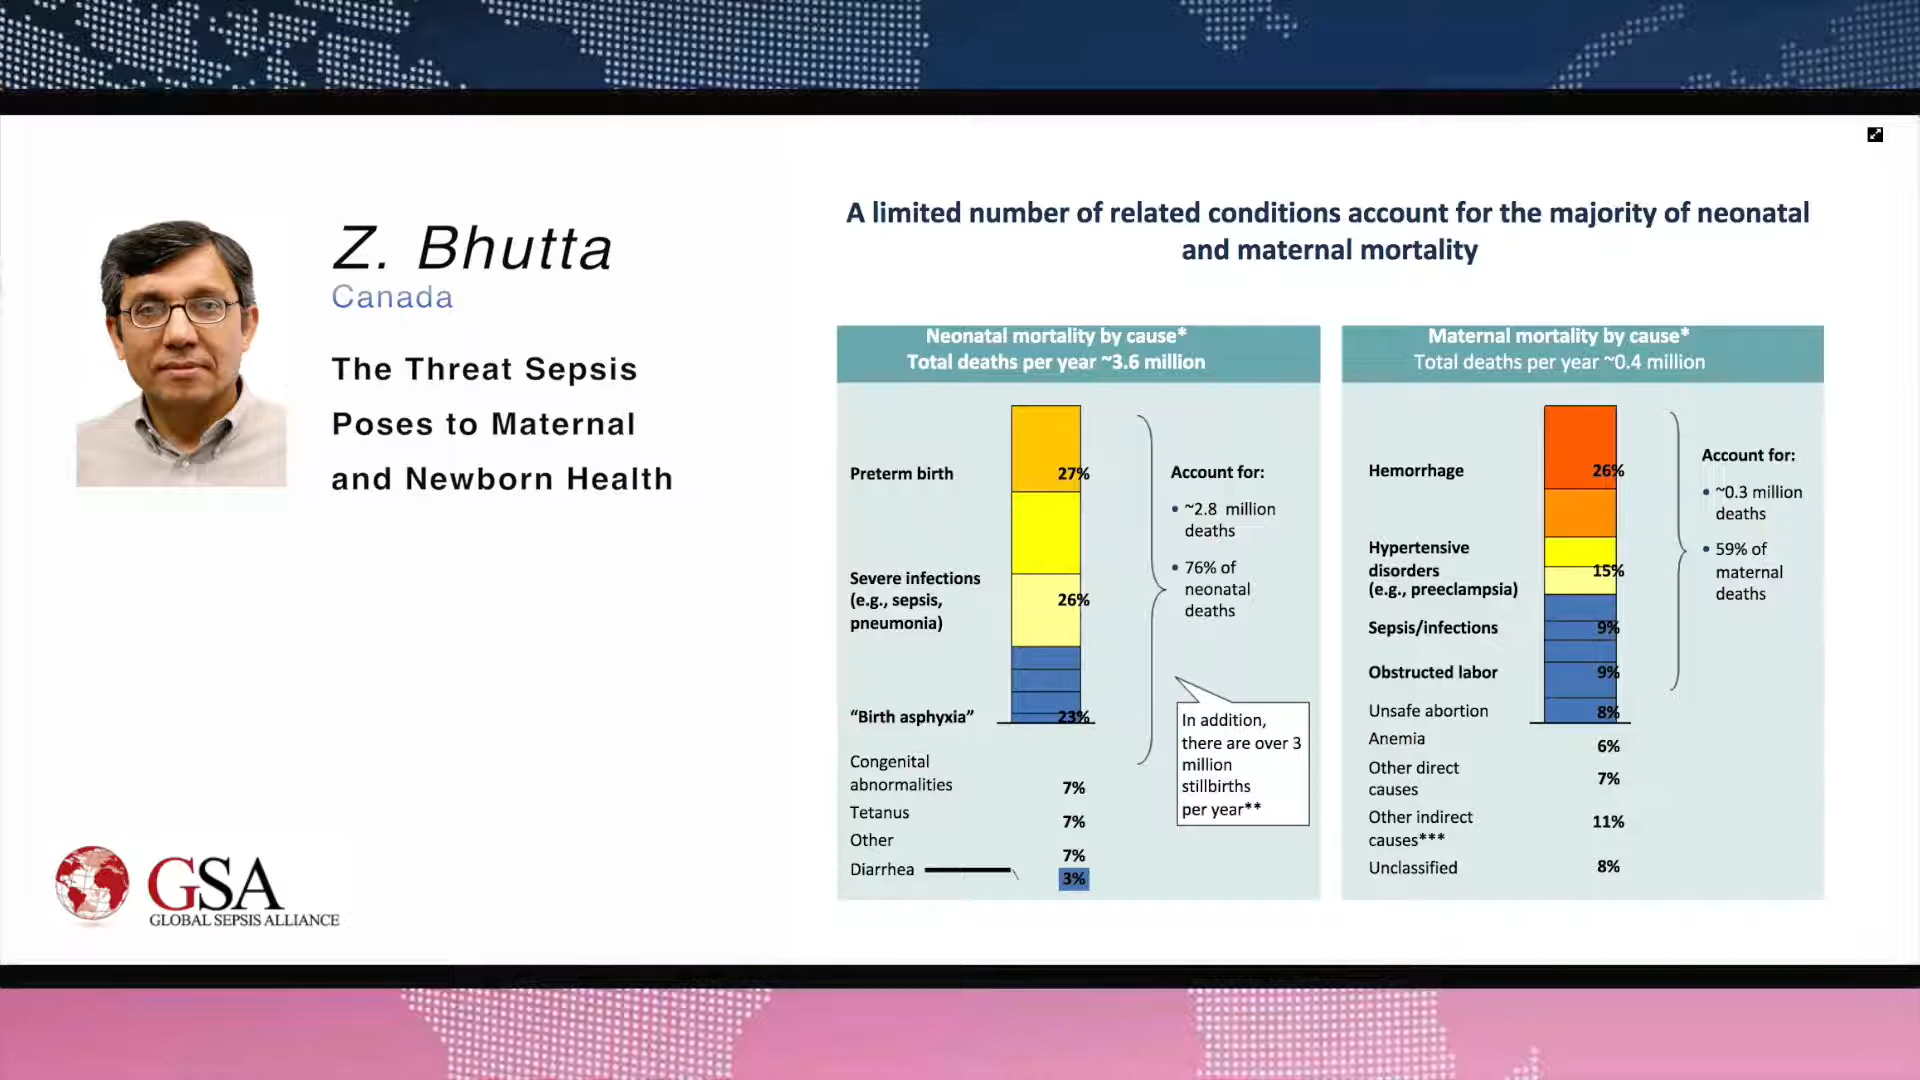 Z. Bhutta
Canada
The Threat Sepsis
Poses to Maternal
and Newborn Health
GSA
GLOBAL SEPSIS ALLIANCE
A limited number of related conditions account for the majority of neonatal
and maternal mortality
Neonatal mortality by cause*
Total deaths per year ~3.6 million
Preterm birth
27%
Severe infections
(e.g., sepsis,
pneumonia)
26%
“Birth asphyxia”
23%
Congenital
abnormalities
7%
Tetanus
7%
Other
7%
Diarrhea
3%
Account for:
• ~2.8 million
deaths
• 76% of
neonatal
deaths
In addition,
there are over 3
million
stillbirths
per year**
Maternal mortality by cause*
Total deaths per year ~0.4 million
Hemorrhage
26%
Hypertensive
disorders
(e.g., preeclampsia)
15%
Sepsis/infections
9%
Obstructed labor
9%
Unsafe abortion
8%
Anemia
6%
Other direct
causes
7%
Other indirect
causes***
11%
Unclassified
8%
Account for:
• ~0.3 million
deaths
• 59% of
maternal
deaths